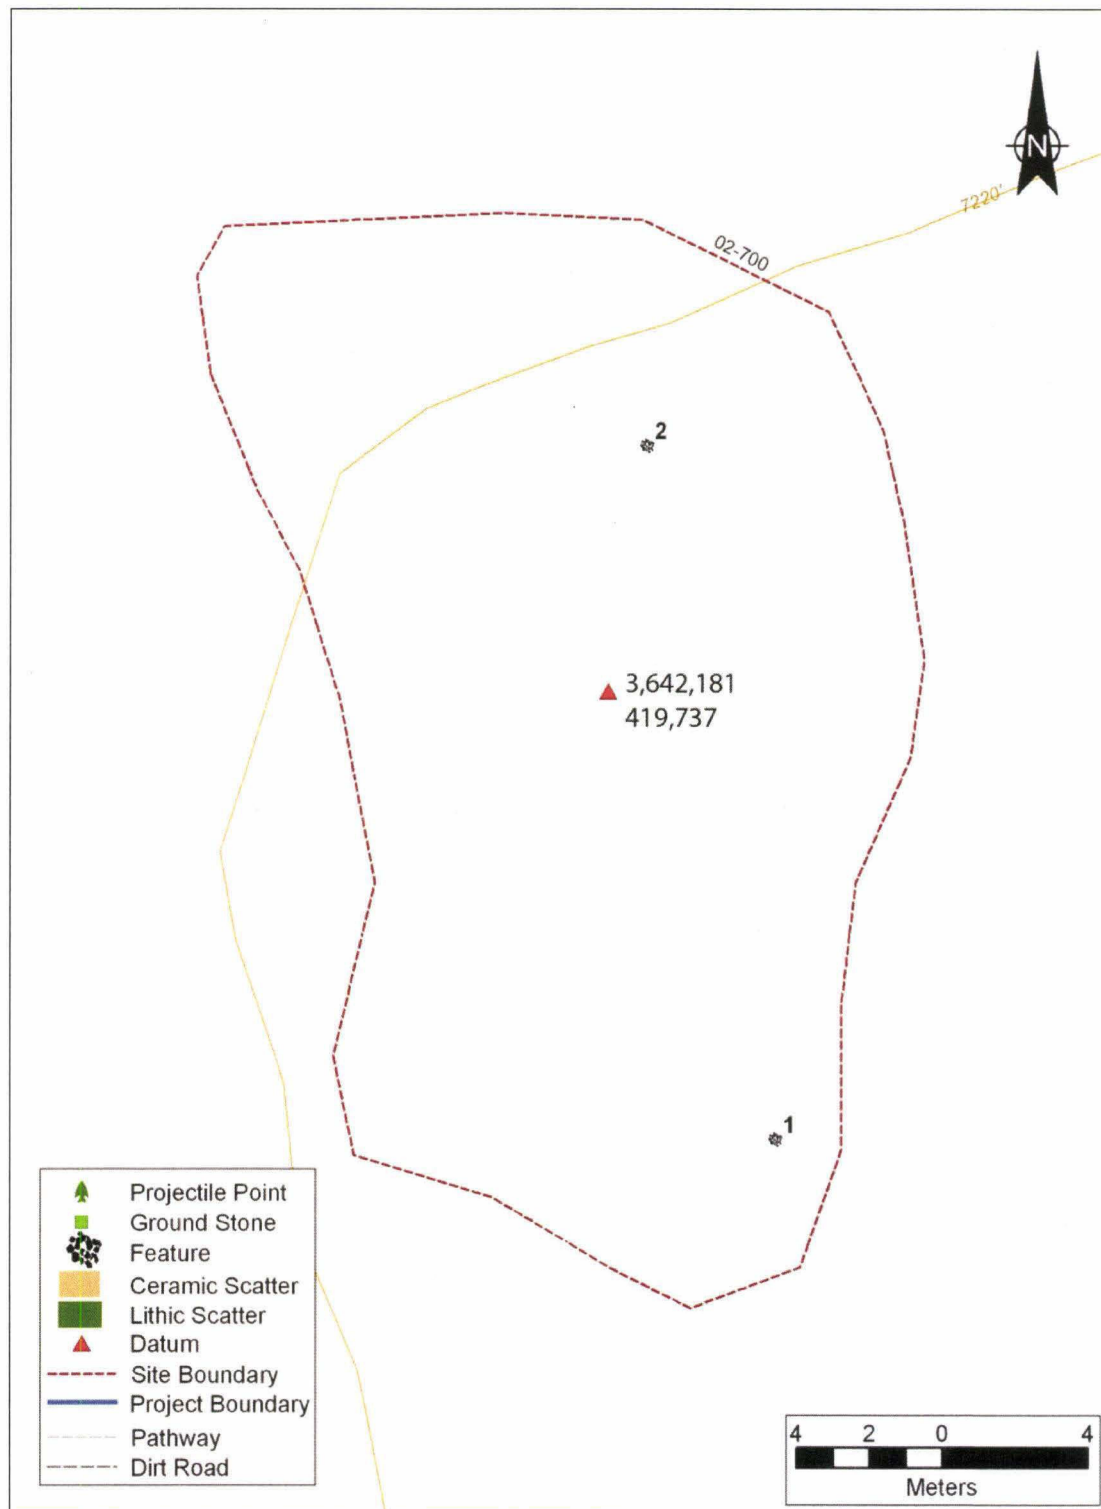 N
7220'
02-700
2
3,642,181
419,737
1
Projectile Point
Ground Stone
Feature
Ceramic Scatter
Lithic Scatter
Datum
Site Boundary
Project Boundary
Pathway
Dirt Road
4 2 0 4
Meters